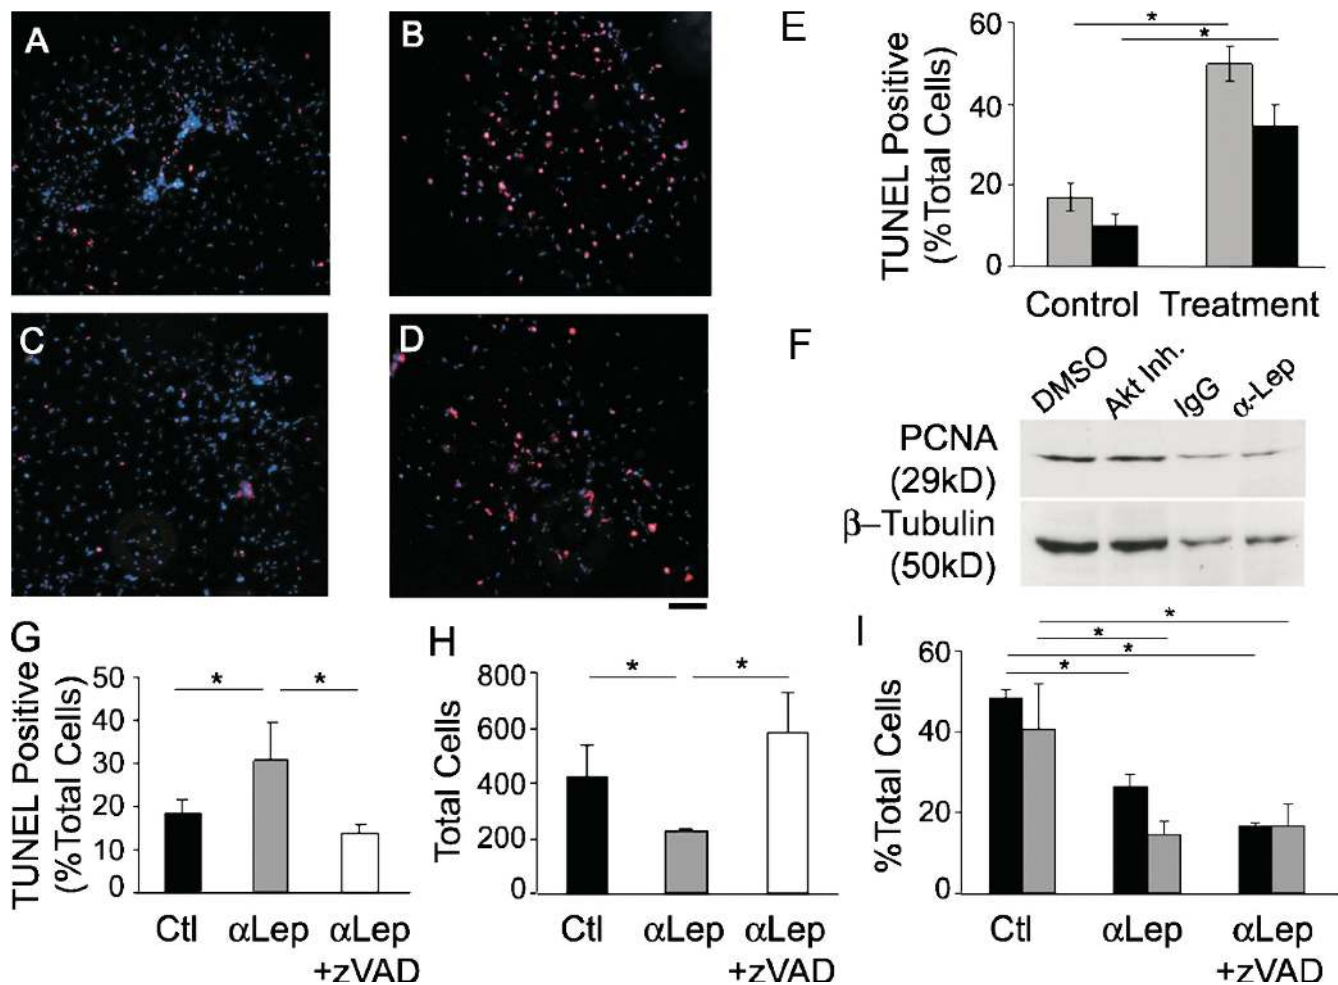 A
B
C
D
E
TUNEL Positive
(%Total Cells)
60
40
20
0
*
*
Control Treatment
F
DMSO
Akt Inh.
IgG
α-Lep
PCNA
(29kD)
β–Tubulin
(50kD)
G
TUNEL Positive
(%Total Cells)
50
40
30
20
10
0
* *
Ctl αLep αLep
+zVAD
H
Total Cells
800
600
400
200
0
* *
Ctl αLep αLep
+zVAD
I
%Total Cells
60
40
20
0
*
*
*
*
Ctl αLep αLep
+zVAD